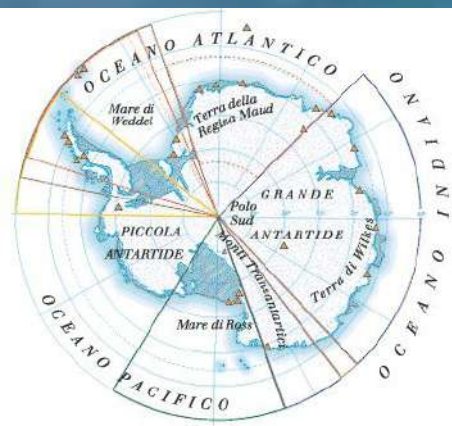 OCEANO ATLANTICO
Mare di
Weddel
Terra della
Regina Maud
OCEANO INDIANO
Polo
Sud
GRANDE
ANTARTIDE
PICCOLA
ANTARTIDE
Monti Transantartici
Terra di Wilkes
Mare di Ross
OCEANO PACIFICO